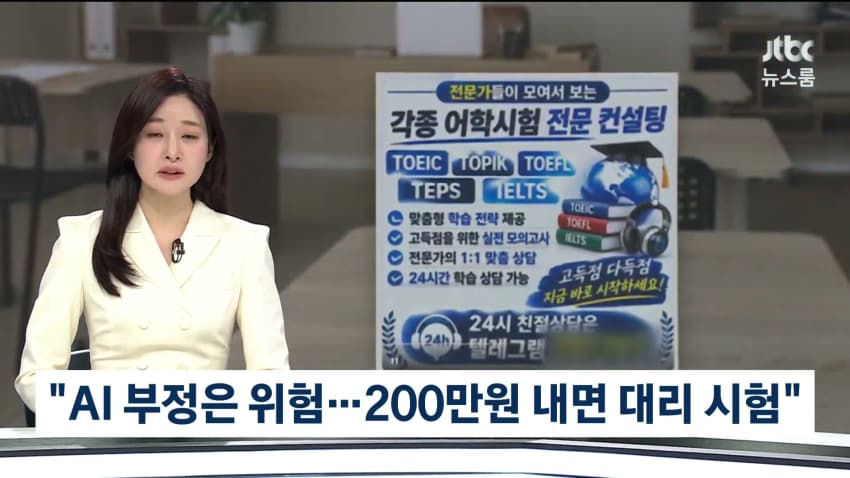 jtbc
뉴스룸
전문가들이 모여서 보는
각종 어학시험 전문 컨설팅
TOEIC TOPIK TOEFL
TEPS IELTS
TOEIC
TOEFL
IELTS
맞춤형 학습 전략 제공
고득점을 위한 실전 모의고사
전문가의 1:1 맞춤 상담
24시간 학습 상담 가능
고득점 다득점
지금 바로 시작하세요!
24h
24시 친절상담은
텔레그램
"AI 부정은 위험…200만원 내면 대리 시험"